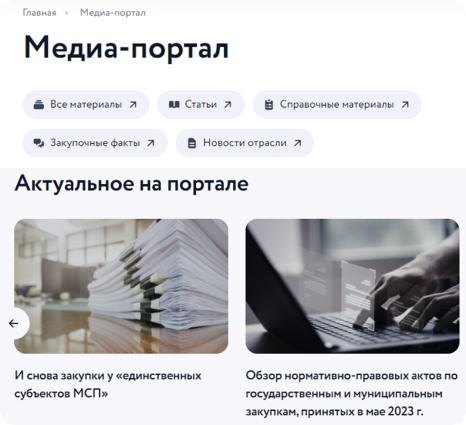 Главная • Медиа-портал
Медиа-портал
Все материалы
Статьи
Справочные материалы
Закупочные факты
Новости отрасли
Актуальное на портале
И снова закупки у «единственных
субъектов МСП»
Обзор нормативно-правовых актов по
государственным и муниципальным
закупкам, принятых в мае 2023 г.